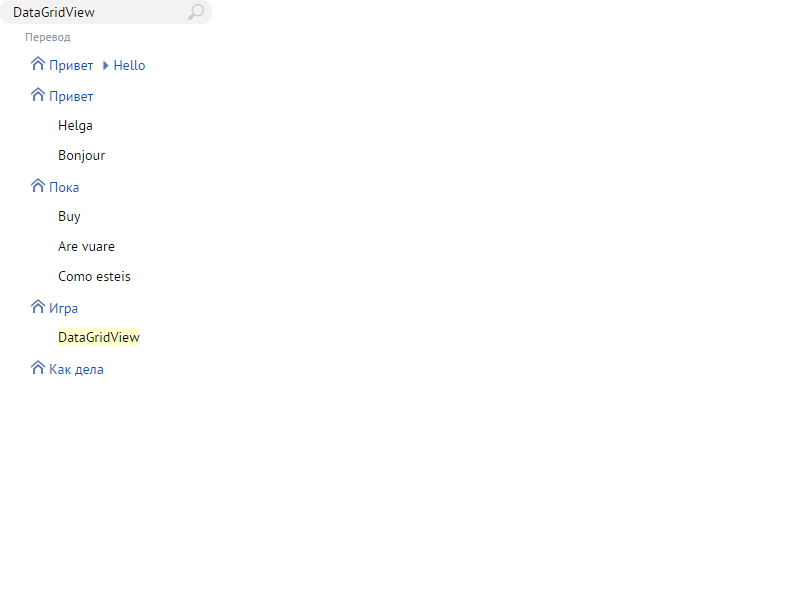 DataGridView
Перевод
Привет Hello
Привет
Helga
Bonjour
Пока
Buy
Are vuare
Como esteis
Игра
DataGridView
Как дела